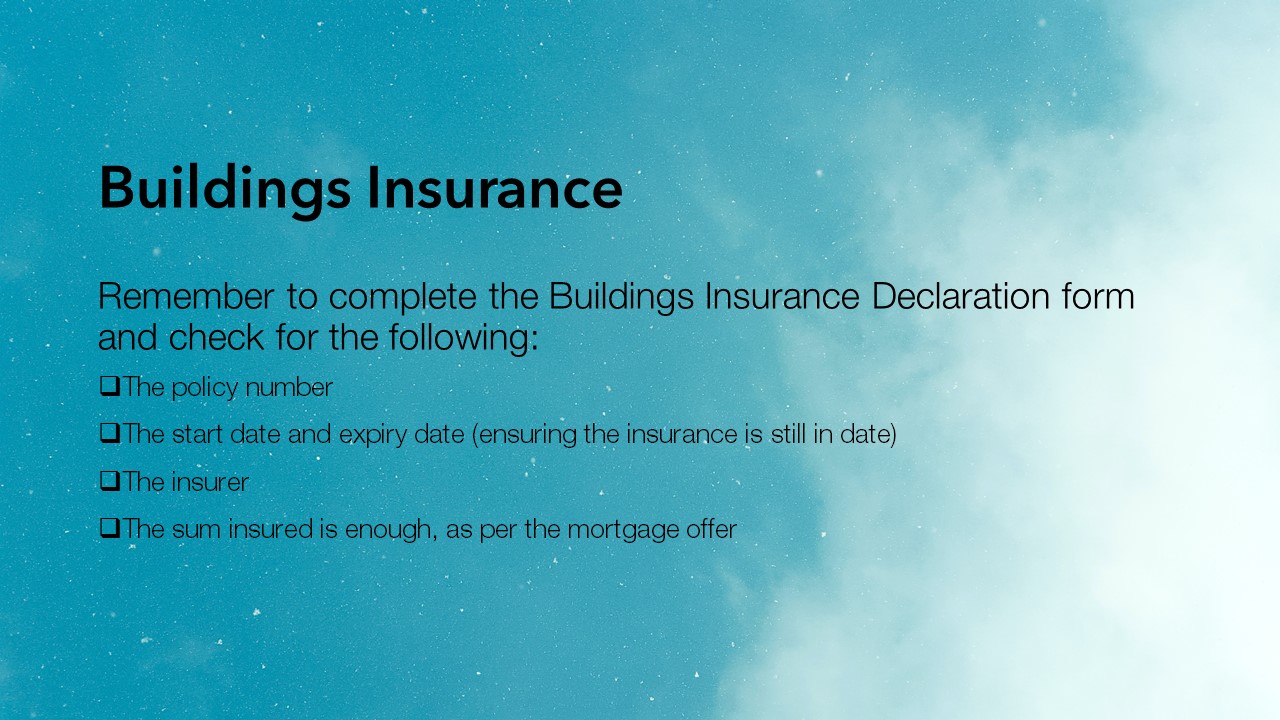 Buildings Insurance
Remember to complete the Buildings Insurance Declaration form
and check for the following:
❑The policy number
❑The start date and expiry date (ensuring the insurance is still in date)
❑The insurer
❑The sum insured is enough, as per the mortgage offer